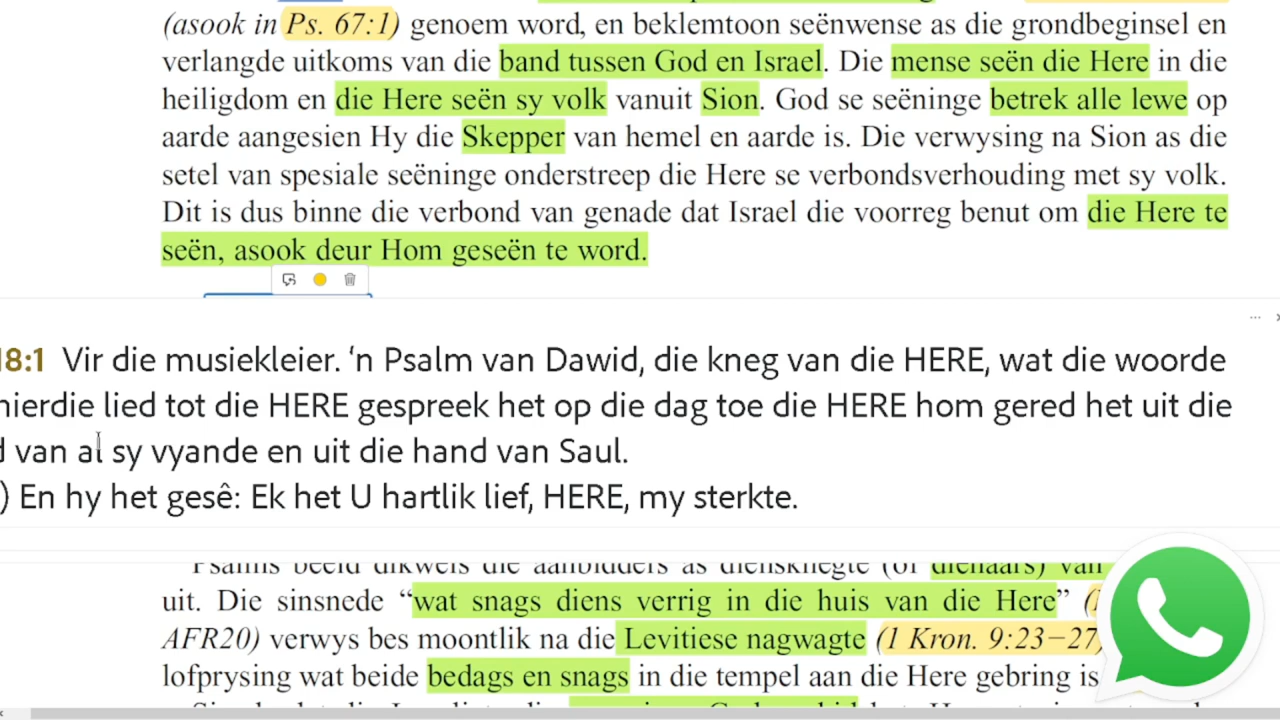 (asook in Ps. 67:1) genoem word, en beklemtoon seënwense as die grondbeginsel en
verlangde uitkoms van die band tussen God en Israel. Die mense seën die Here in die
heiligdom en die Here seën sy volk vanuit Sion. God se seëninge betrek alle lewe op
aarde aangesien Hy die Skepper van hemel en aarde is. Die verwysing na Sion as die
setel van spesiale seëninge onderstreep die Here se verbondsverhouding met sy volk.
Dit is dus binne die verbond van genade dat Israel die voorreg benut om die Here te
seën, asook deur Hom geseën te word.
18:1 Vir die musiekleier. ‘n Psalm van Dawid, die kneg van die HERE, wat die woorde
hierdie lied tot die HERE gespreek het op die dag toe die HERE hom gered het uit die
van al sy vyande en uit die hand van Saul.
) En hy het gesê: Ek het U hartlik lief, HERE, my sterkte.
Psalms beeld dikwels die aanbidders as diensknegte (of dienaars) van
uit. Die sinsnede “wat snags diens verrig in die huis van die Here” (
AFR20) verwys bes moontlik na die Levitiese nagwagte (1 Kron. 9:23–27)
lofprysing wat beide bedags en snags in die tempel aan die Here gebring is